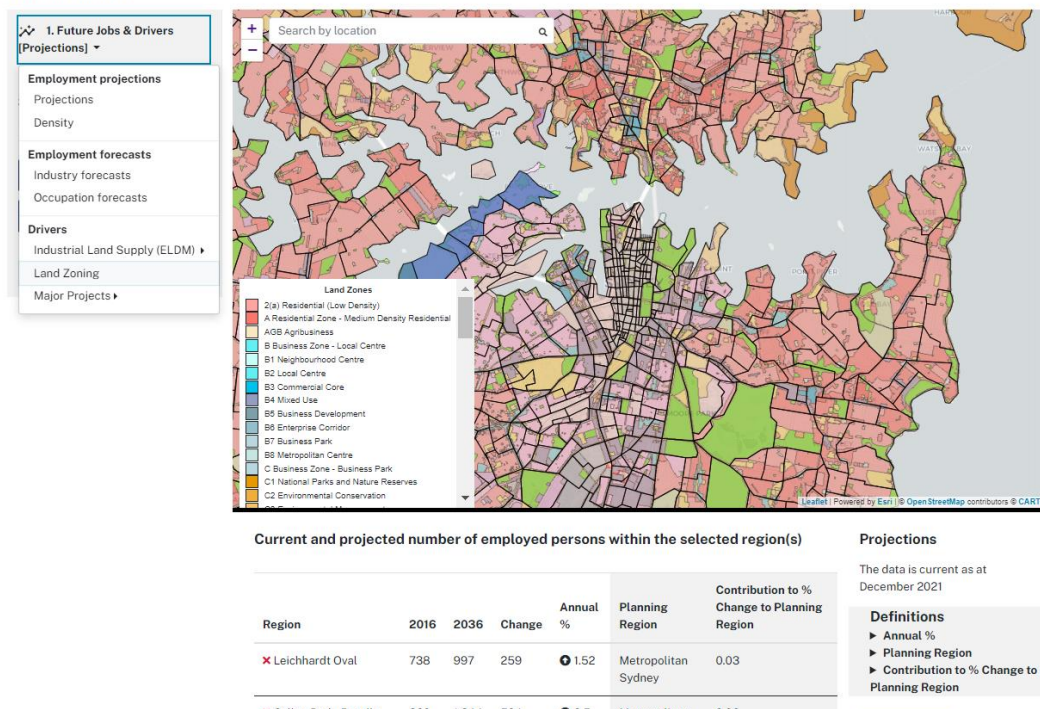 1. Future Jobs & Drivers
[Projections]
Employment projections
Projections
Density
Employment forecasts
Industry forecasts
Occupation forecasts
Drivers
Industrial Land Supply (ELDM)
Land Zoning
Major Projects
+
−
Search by location
Land Zones
2(a) Residential (Low Density)
A Residential Zone - Medium Density Residential
AGB Agribusiness
B Business Zone - Local Centre
B1 Neighbourhood Centre
B2 Local Centre
B3 Commercial Core
B4 Mixed Use
B5 Business Development
B6 Enterprise Corridor
B7 Business Park
B8 Metropolitan Centre
C Business Zone - Business Park
C1 National Parks and Nature Reserves
C2 Environmental Conservation
Leaflet | Powered by Esri | © OpenStreetMap contributors © CART
Current and projected number of employed persons within the selected region(s)
Region 2016 2036 Change Annual % Planning Region Contribution to % Change to Planning Region
Leichhardt Oval 738 997 259 1.52 Metropolitan Sydney 0.03
Projections
The data is current as at
December 2021
Definitions
Annual %
Planning Region
Contribution to % Change to
Planning Region